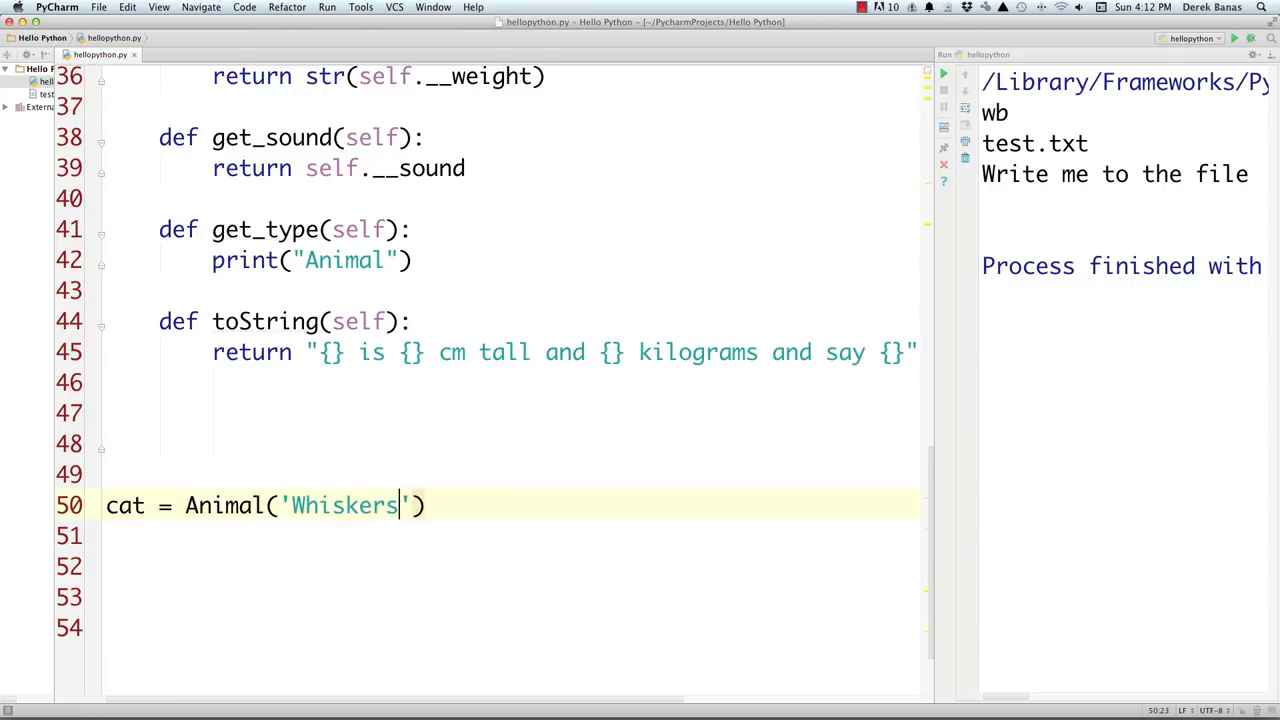 PyCharm File Edit View Navigate Code Refactor Run Tools VCS Window Help 10 Sun 4:12 PM Derek Banas
hellopython.py - Hello Python - [~/PycharmProjects/Hello Python]
Hello Python hellopython.py hellopython
hellopython.py Run hellopython
Hello P
hell
test
Externa
36 return str(self.__weight)
37
38 def get_sound(self):
39 return self.__sound
40
41 def get_type(self):
42 print("Animal")
43
44 def toString(self):
45 return "{} is {} cm tall and {} kilograms and say {}"
46
47
48
49
50 cat = Animal('Whiskers')
51
52
53
54
/Library/Frameworks/Py
wb
test.txt
Write me to the file
Process finished with
50:23 LF UTF-8